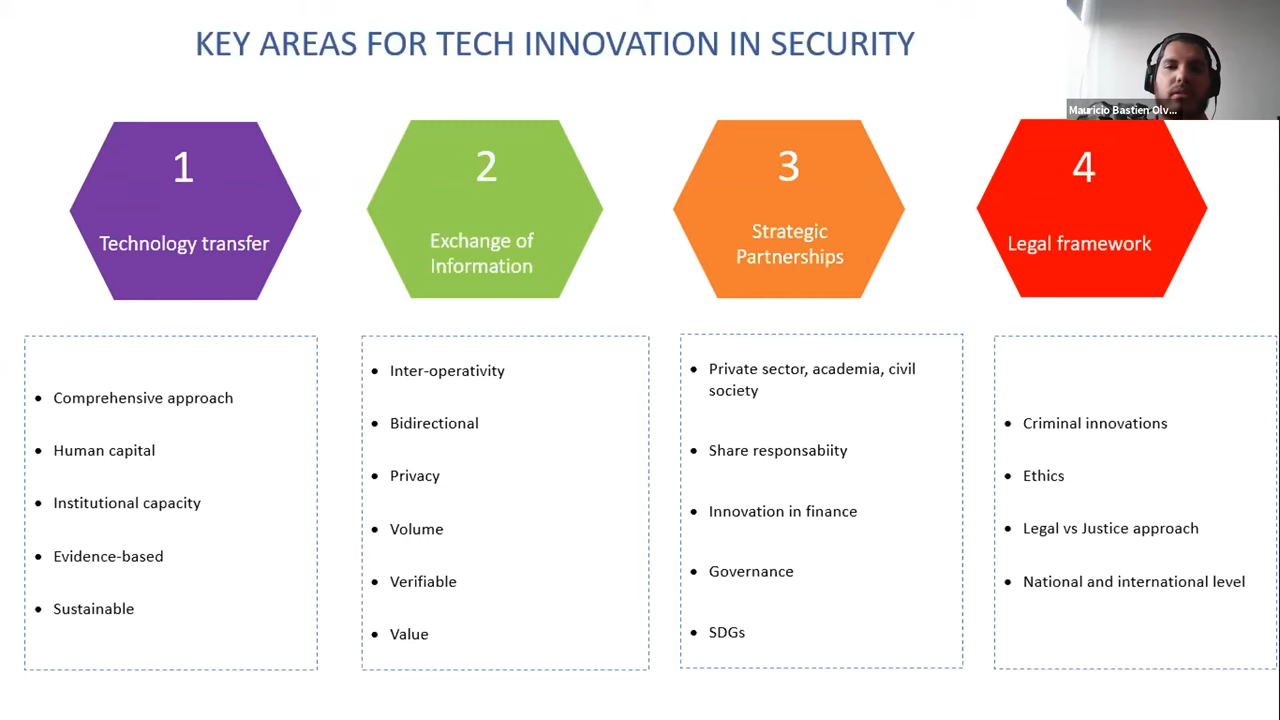 KEY AREAS FOR TECH INNOVATION IN SECURITY
Mauricio Bastien Olv...
1
Technology transfer
Comprehensive approach
Human capital
Institutional capacity
Evidence-based
Sustainable
2
Exchange of
Information
Inter-operativity
Bidirectional
Privacy
Volume
Verifiable
Value
3
Strategic
Partnerships
Private sector, academia, civil
society
Share responsabiity
Innovation in finance
Governance
SDGs
4
Legal framework
Criminal innovations
Ethics
Legal vs Justice approach
National and international level